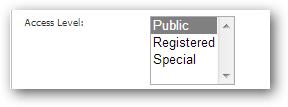 Access Level:
Public
Registered
Special